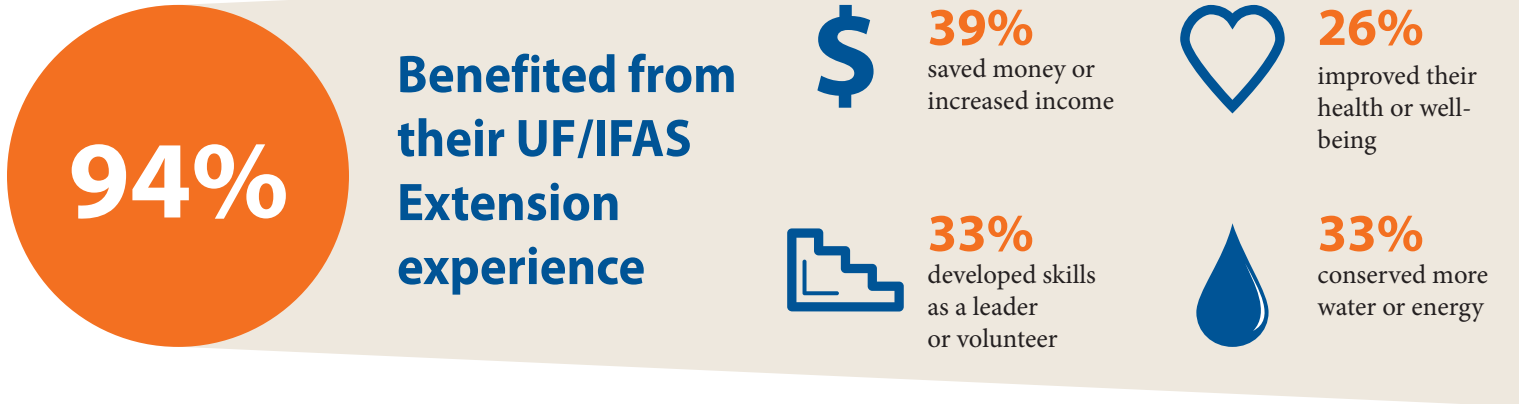 94%
Benefited from
their UF/IFAS
Extension
experience
39%
saved money or
increased income
26%
improved their
health or well-
being
33%
developed skills
as a leader
or volunteer
33%
conserved more
water or energy